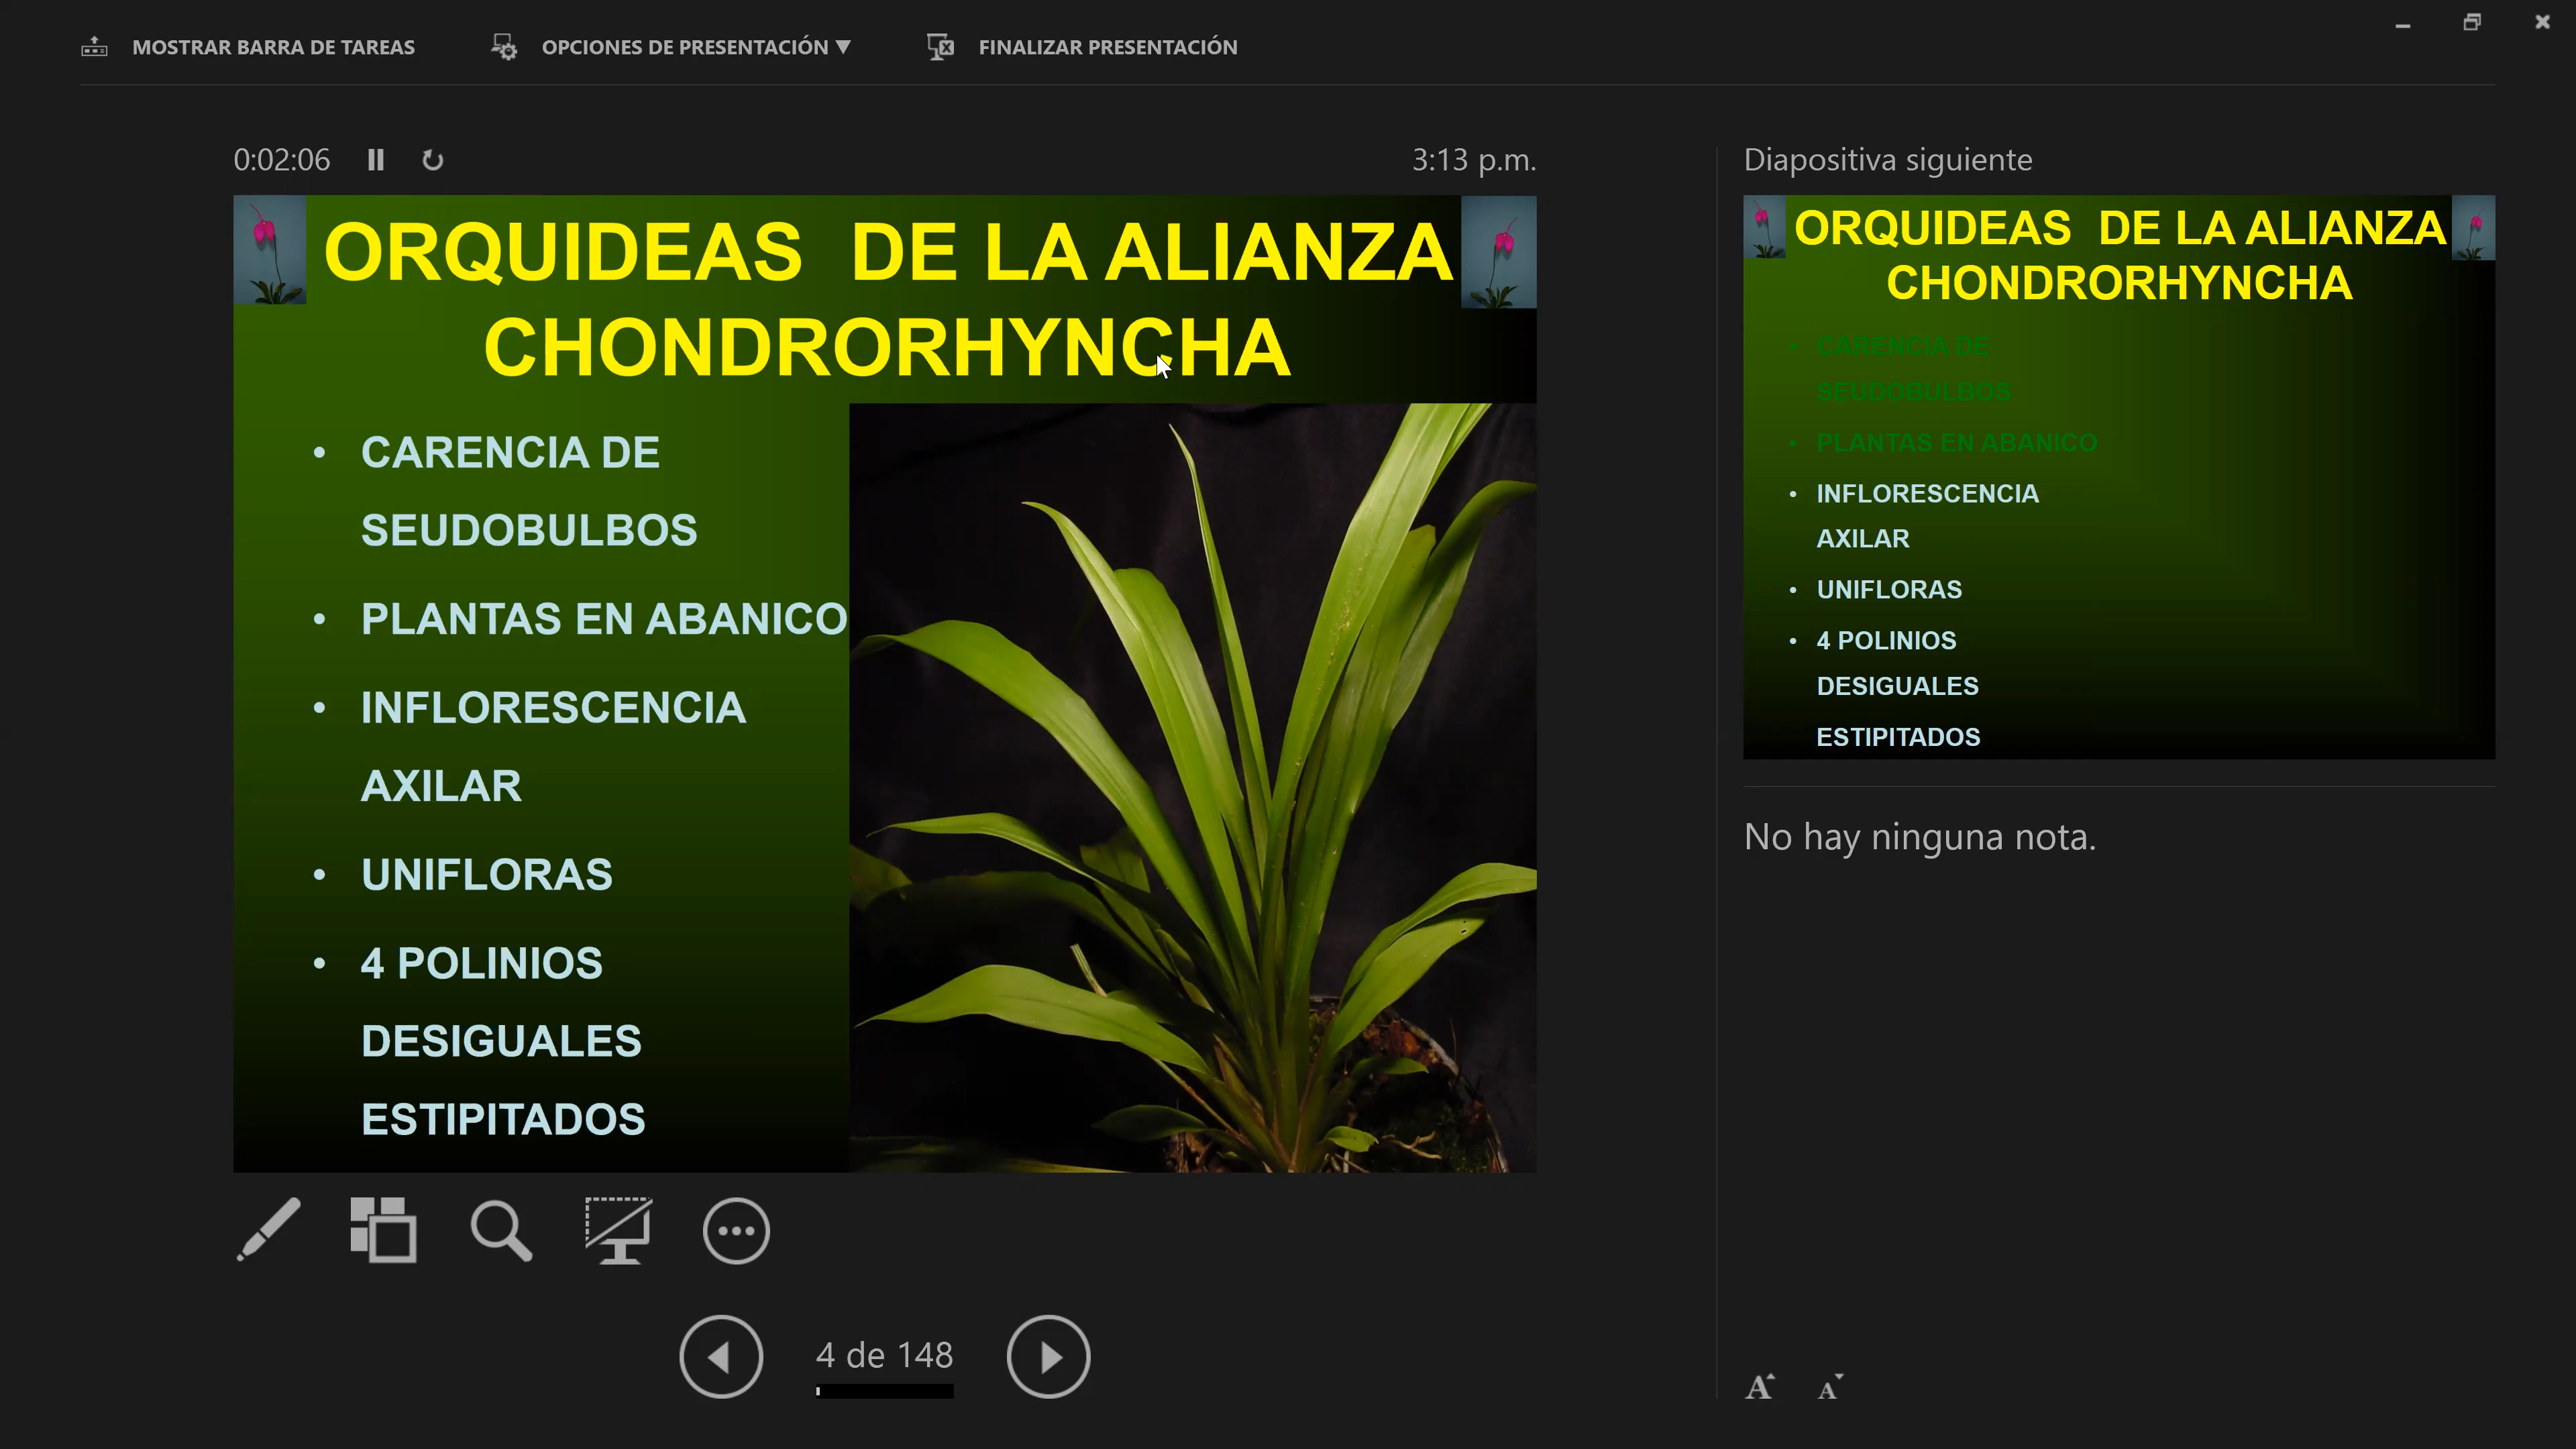 MOSTRAR BARRA DE TAREAS
OPCIONES DE PRESENTACIÓN ▼
FINALIZAR PRESENTACIÓN
0:02:06
3:13 p.m.
ORQUIDEAS DE LA ALIANZA
CHONDRORHYNCHA
• CARENCIA DE
SEUDOBULBOS
• PLANTAS EN ABANICO
• INFLORESCENCIA
AXILAR
• UNIFLORAS
• 4 POLINIOS
DESIGUALES
ESTIPITADOS
4 de 148
Diapositiva siguiente
ORQUIDEAS DE LA ALIANZA
CHONDRORHYNCHA
• CARENCIA DE
SEUDOBULBOS
• PLANTAS EN ABANICO
• INFLORESCENCIA
AXILAR
• UNIFLORAS
• 4 POLINIOS
DESIGUALES
ESTIPITADOS
No hay ninguna nota.
A A